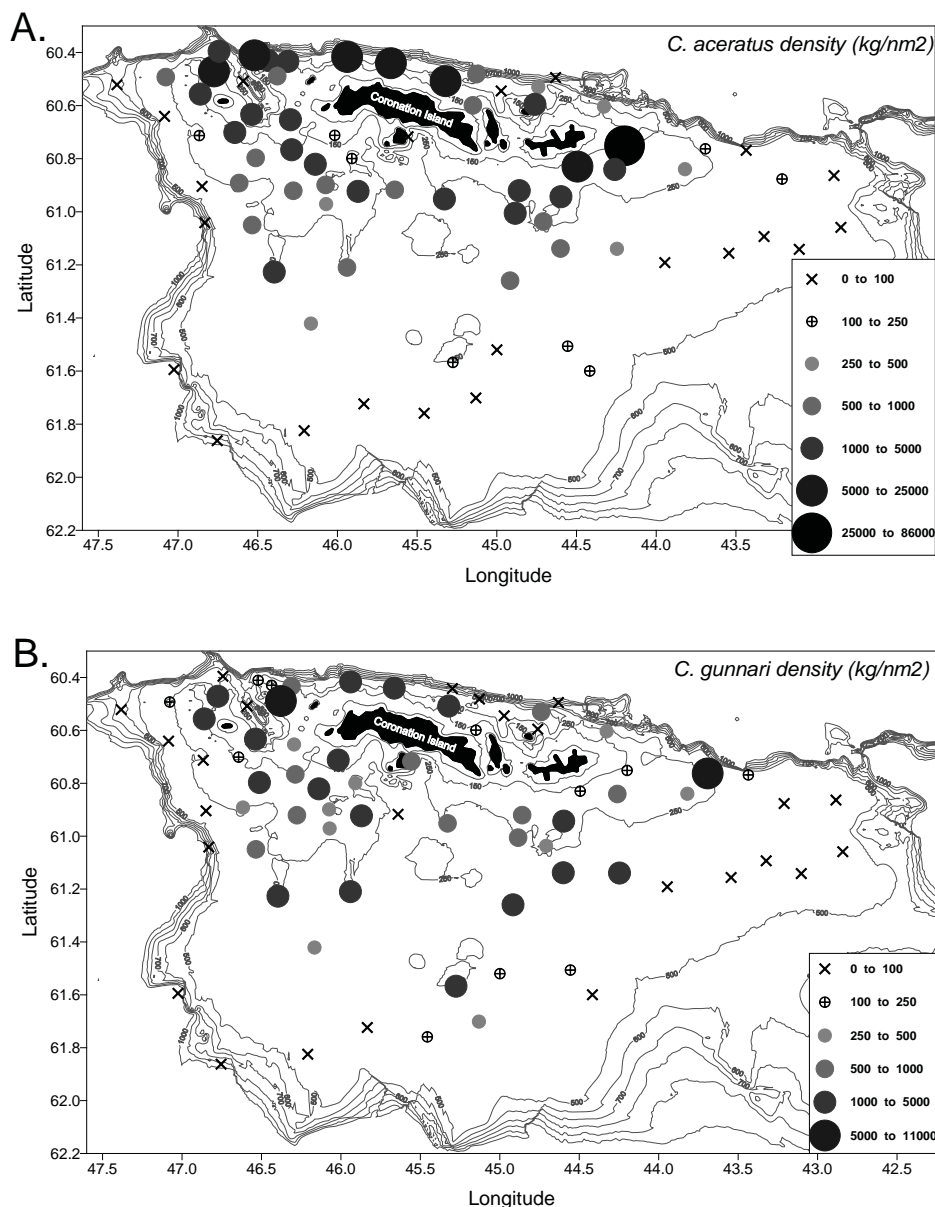 A.
C. aceratus density (kg/nm2)
60.4
60.6
60.8
61.0
61.2
61.4
61.6
61.8
62.0
62.2
Latitude
Coronation Island
47.5
47.0
46.5
46.0
45.5
45.0
44.5
44.0
43.5
Longitude
0 to 100
100 to 250
250 to 500
500 to 1000
1000 to 5000
5000 to 25000
25000 to 86000
B.
C. gunnari density (kg/nm2)
60.4
60.6
60.8
61.0
61.2
61.4
61.6
61.8
62.0
62.2
Latitude
Coronation Island
47.5
47.0
46.5
46.0
45.5
45.0
44.5
44.0
43.5
43.0
42.5
Longitude
0 to 100
100 to 250
250 to 500
500 to 1000
1000 to 5000
5000 to 11000